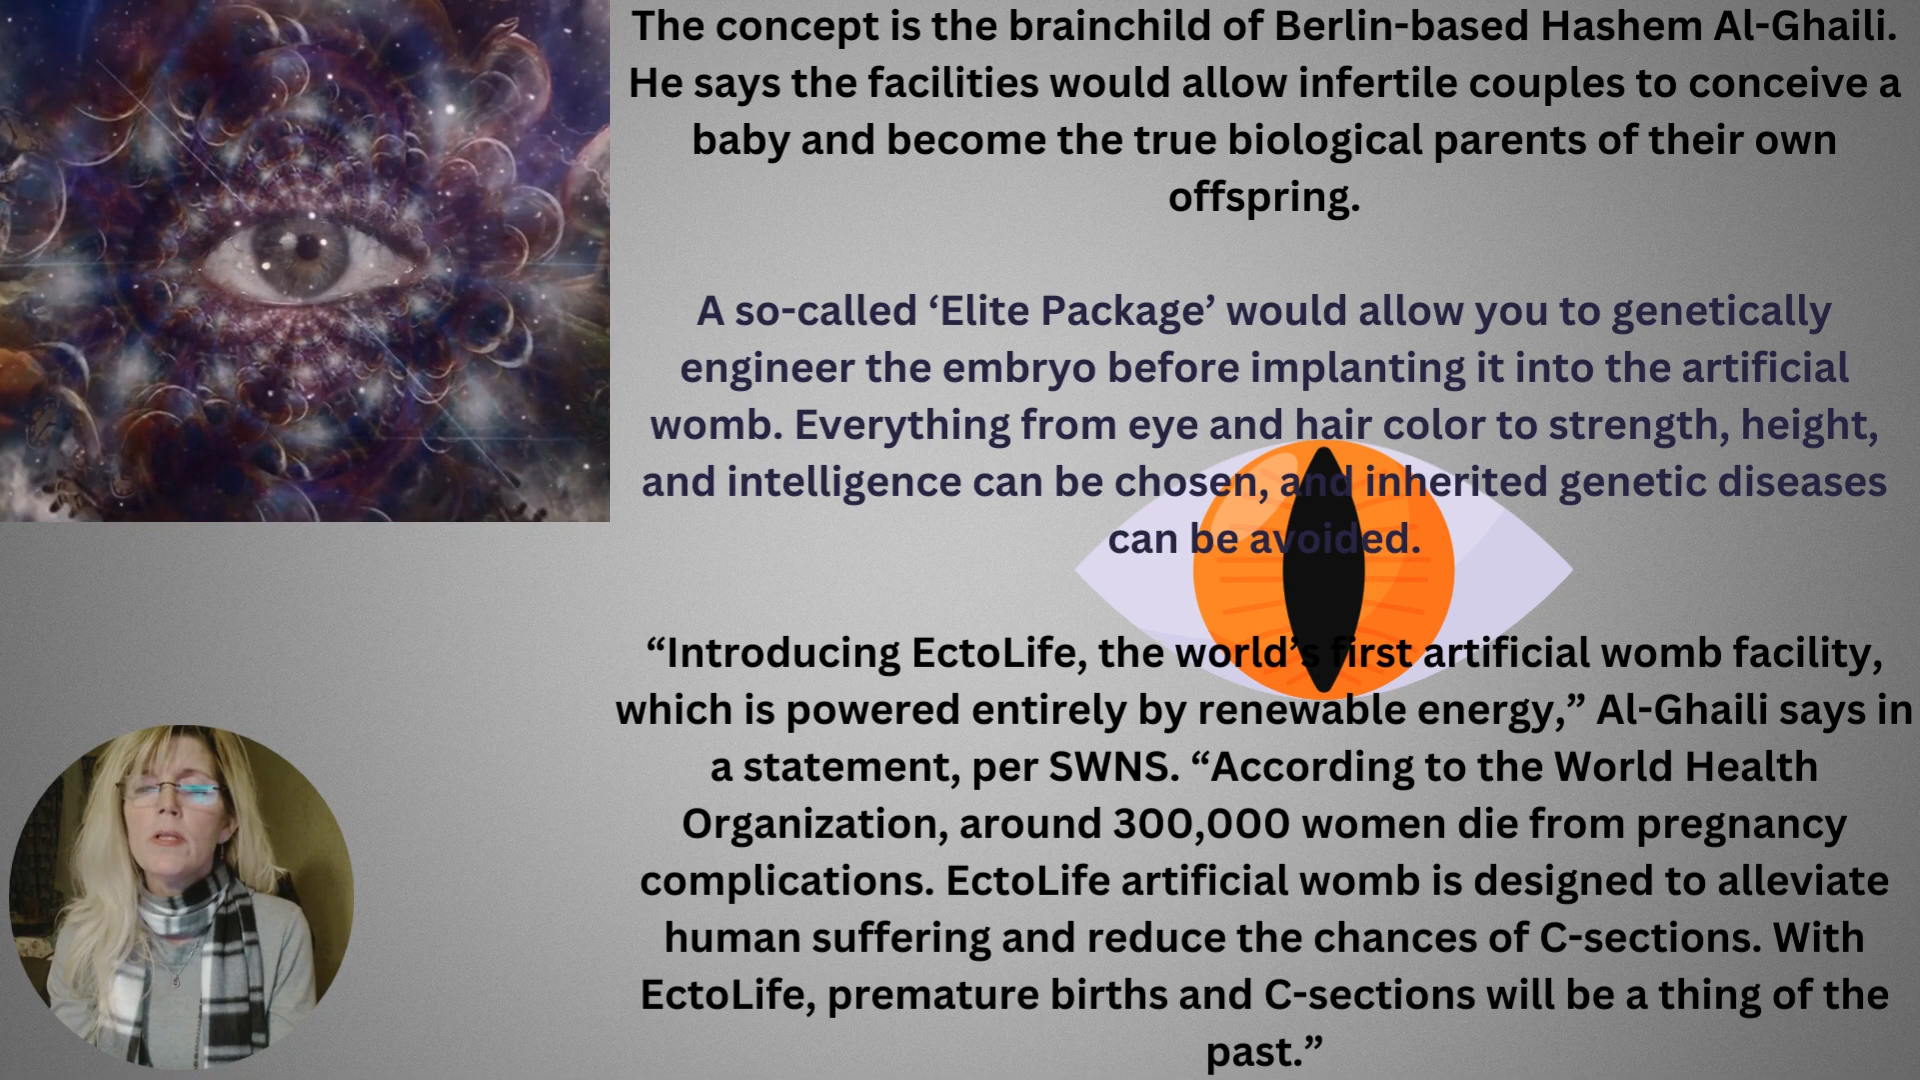 The concept is the brainchild of Berlin-based Hashem Al-Ghaili.
He says the facilities would allow infertile couples to conceive a
baby and become the true biological parents of their own
offspring.
A so-called ‘Elite Package’ would allow you to genetically
engineer the embryo before implanting it into the artificial
womb. Everything from eye and hair color to strength, height,
and intelligence can be chosen, and inherited genetic diseases
can be avoided.
“Introducing EctoLife, the world’s first artificial womb facility,
which is powered entirely by renewable energy,” Al-Ghaili says in
a statement, per SWNS. “According to the World Health
Organization, around 300,000 women die from pregnancy
complications. EctoLife artificial womb is designed to alleviate
human suffering and reduce the chances of C-sections. With
EctoLife, premature births and C-sections will be a thing of the
past.”